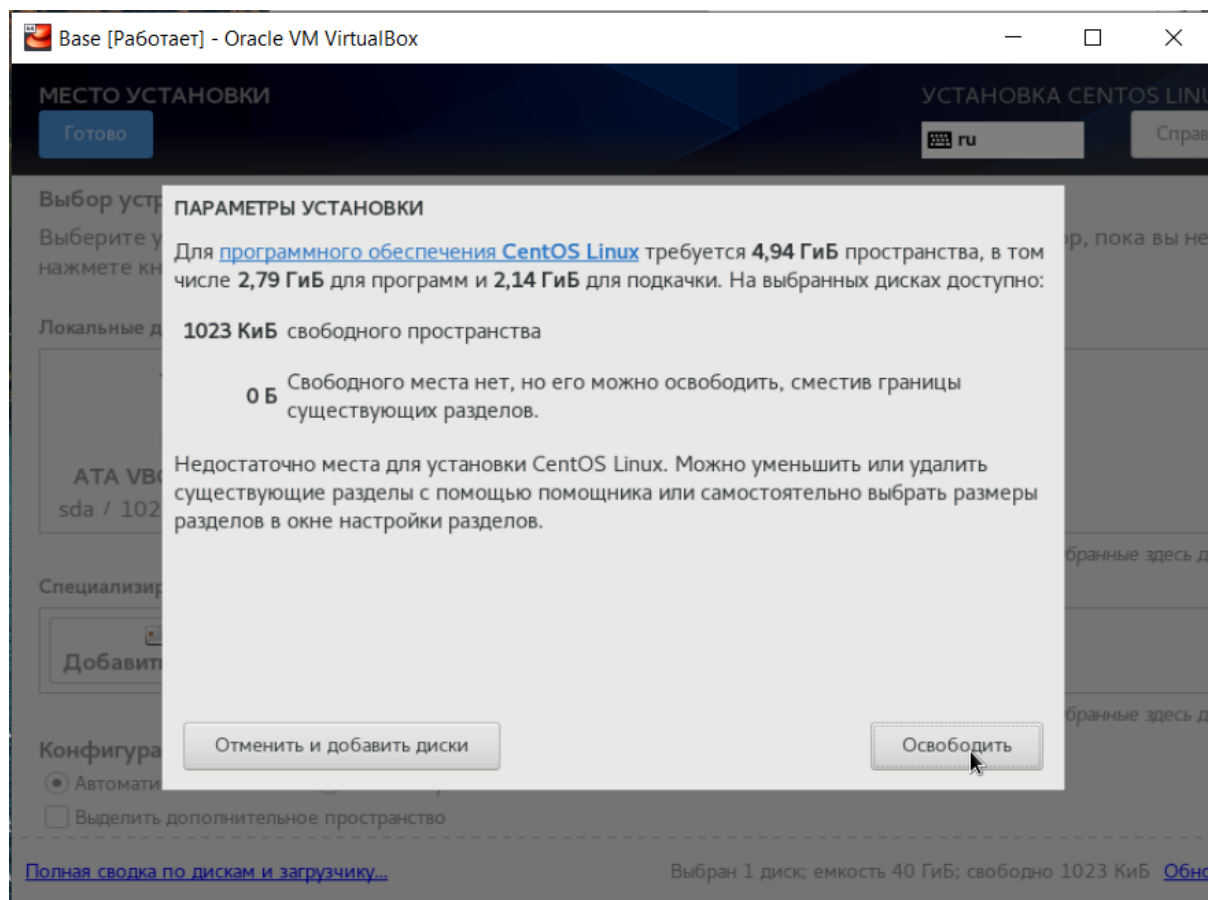 Base [Работает] - Oracle VM VirtualBox
МЕСТО УСТАНОВКИ
УСТАНОВКА CENTOS LINU
Готово
ru
Справ
Выбор устр
ПАРАМЕТРЫ УСТАНОВКИ
Выберите у
ор, пока вы не
нажмете кн
Для программного обеспечения CentOS Linux требуется 4,94 ГиБ пространства, в том
числе 2,79 ГиБ для программ и 2,14 ГиБ для подкачки. На выбранных дисках доступно:
Локальные д
1023 КиБ свободного пространства
0 Б Свободного места нет, но его можно освободить, сместив границы
существующих разделов.
ATA VBO
sda / 102
Недостаточно места для установки CentOS Linux. Можно уменьшить или удалить
существующие разделы с помощью помощника или самостоятельно выбрать размеры
разделов в окне настройки разделов.
бранные здесь д
Специализир
Добавить
бранные здесь д
Отменить и добавить диски
Освободить
Конфигура
Автомати
Выделить дополнительное пространство
Полная сводка по дискам и загрузчику...
Выбран 1 диск; емкость 40 ГиБ; свободно 1023 КиБ Обно